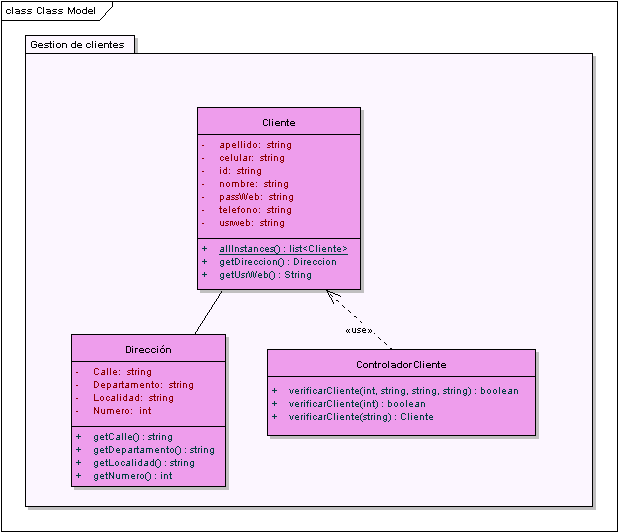 class Class Model
Gestion de clientes
Cliente
- apellido: string
- celular: string
- id: string
- nombre: string
- passWeb: string
- telefono: string
- usrweb: string
+ allInstances() : list<Cliente>
+ getDireccion() : Direccion
+ getUsrWeb() : String
«use»
Dirección
- Calle: string
- Departamento: string
- Localidad: string
- Numero: int
+ getCalle() : string
+ getDepartamento() : string
+ getLocalidad() : string
+ getNumero() : int
ControladorCliente
+ verificarCliente(int, string, string, string) : boolean
+ verificarCliente(int) : boolean
+ verificarCliente(string) : Cliente